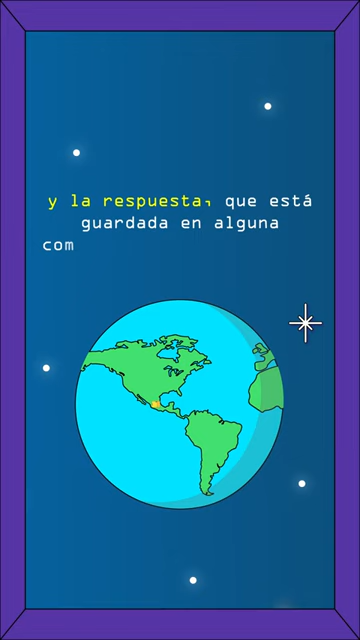 y la respuesta, que está
guardada en alguna
com